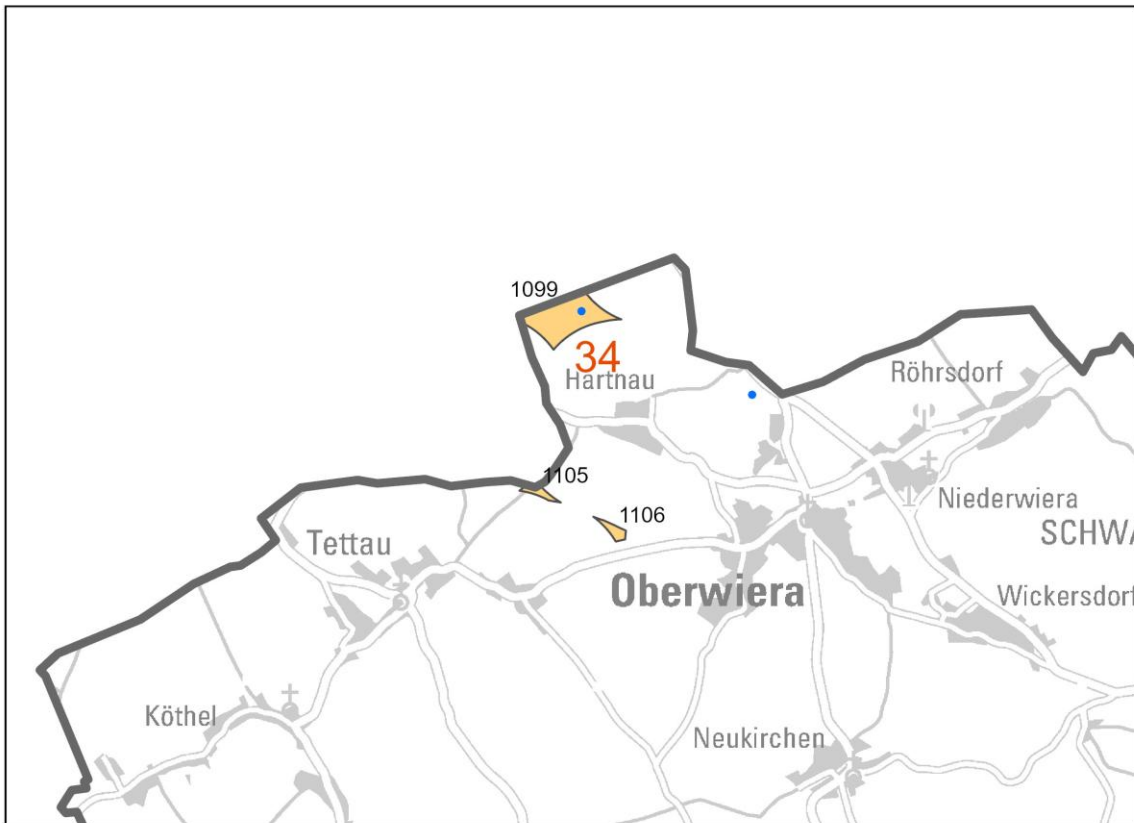 1099
34
Hartnau
Röhrsdorf
1105
1106
Niederwiera
SCHWA
Tettau
Oberwiera
Wickersdorf
Köthel
Neukirchen